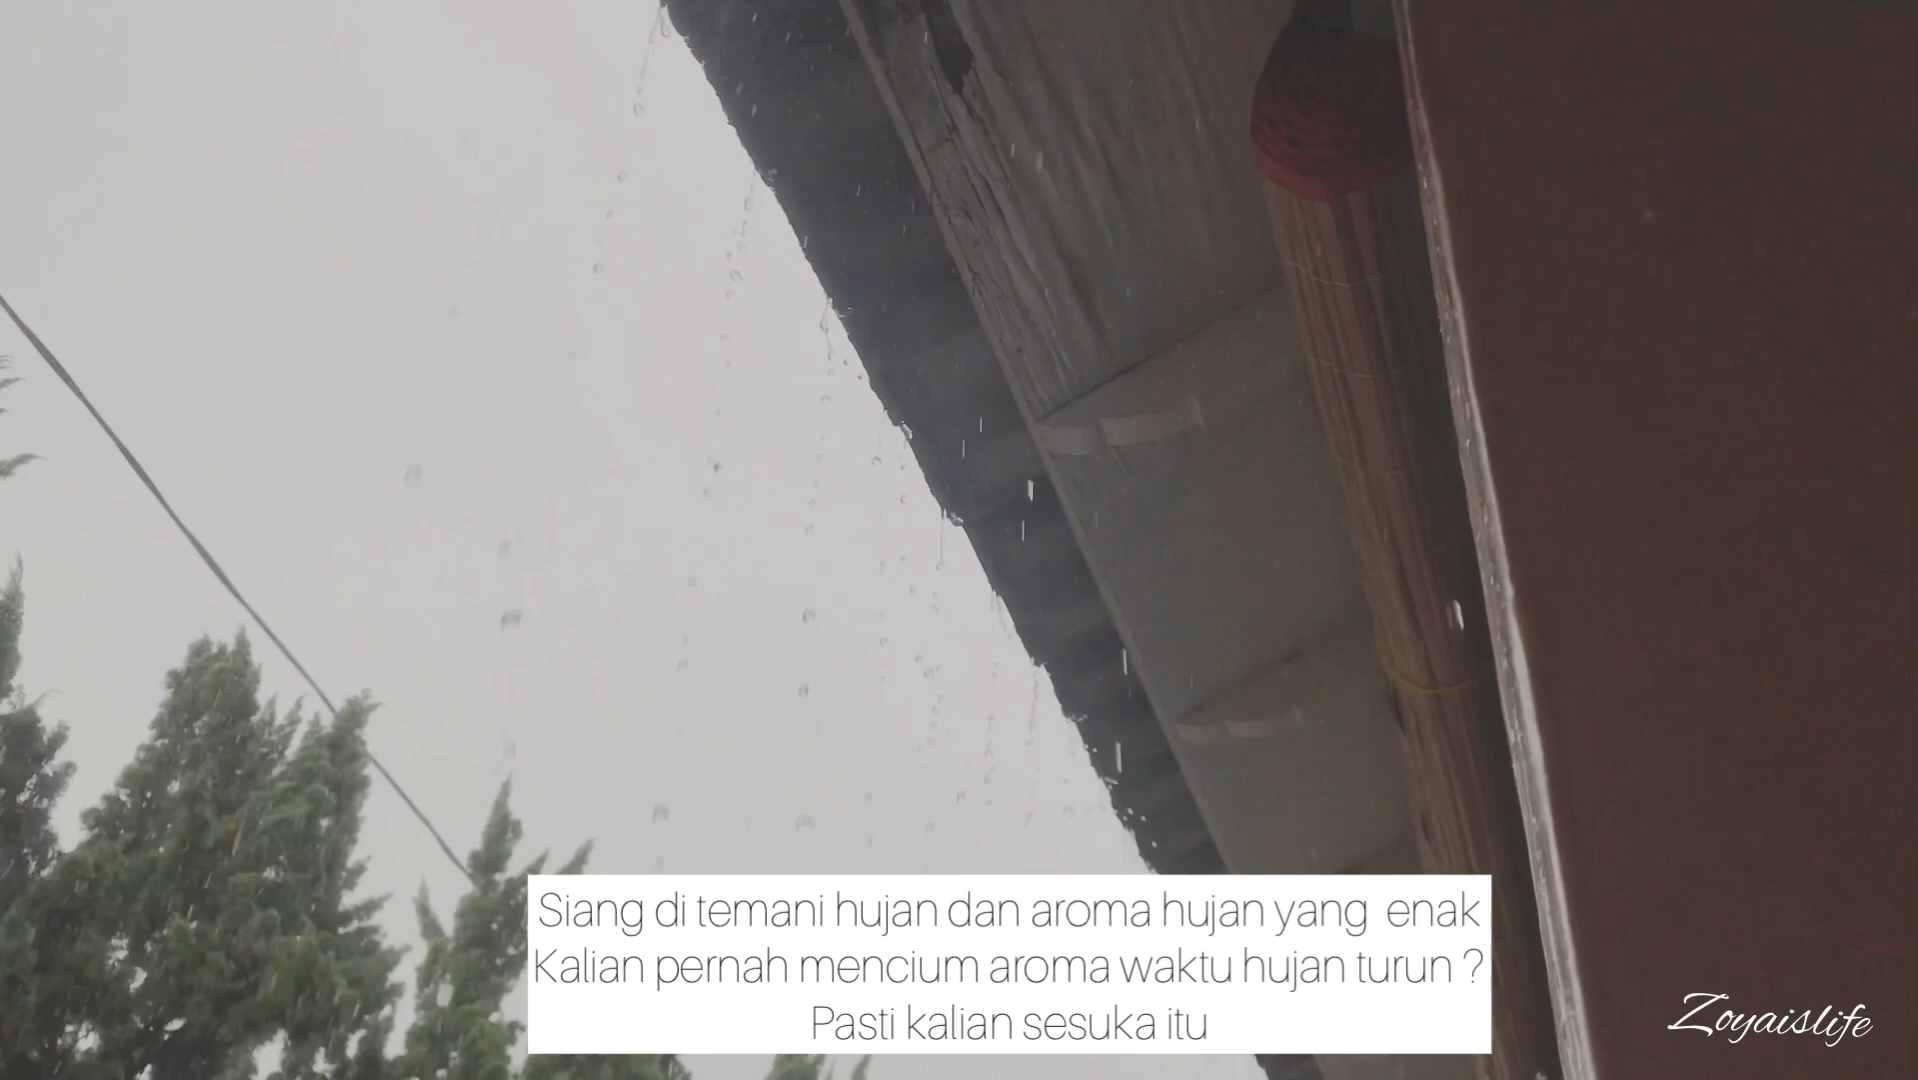 Siang di temani hujan dan aroma hujan yang enak
Kalian pernah mencium aroma waktu hujan turun ?
Pasti kalian sesuka itu
Zoyaislife